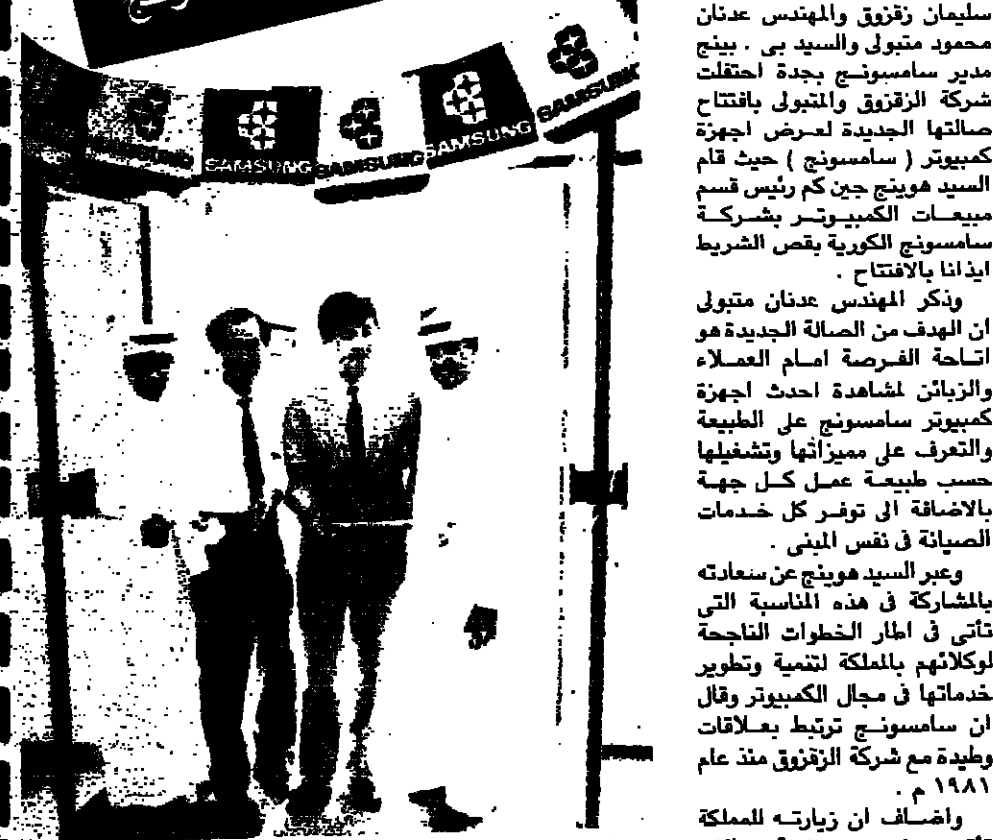 SAMSUNG
SAMSUNG
SAMSUNG
SAMSUNG
SAMSUNG
سليمان زقزوق والمهندس عدنان
محمود متبولى والسيد بى . بينج
مدير سامسونج بجدة احتفلت
شركة الزقزوق والمتبولى بافتتاح
صالتها الجديدة لعرض اجهزة
كمبيوتر ( سامسونج ) حيث قام
السيد هوينج جين كم رئيس قسم
مبيعات الكمبيوتر بشركة
سامسونج الكورية بقص الشريط
ايذانا بالافتتاح .
وذكر المهندس عدنان متبولى
ان الهدف من الصالة الجديدة هو
اتاحة الفرصة امام العملاء
والزبائن لمشاهدة احدث اجهزة
كمبيوتر سامسونج على الطبيعة
والتعرف على مميزاتها وتشغيلها
حسب طبيعة عمل كل جهة
بالاضافة الى توفر كل خدمات
الصيانة فى نفس المبنى .
وعبر السيد هوينج عن سعادته
بالمشاركة فى هذه المناسبة التى
تأتى فى اطار الخطوات الناجحة
لوكلائهم بالمملكة لتنمية وتطوير
خدماتها فى مجال الكمبيوتر وقال
ان سامسونج ترتبط بعلاقات
وطيدة مع شركة الزقزوق منذ عام
١٩٨١ م .
واضاف ان زيارته للمملكة